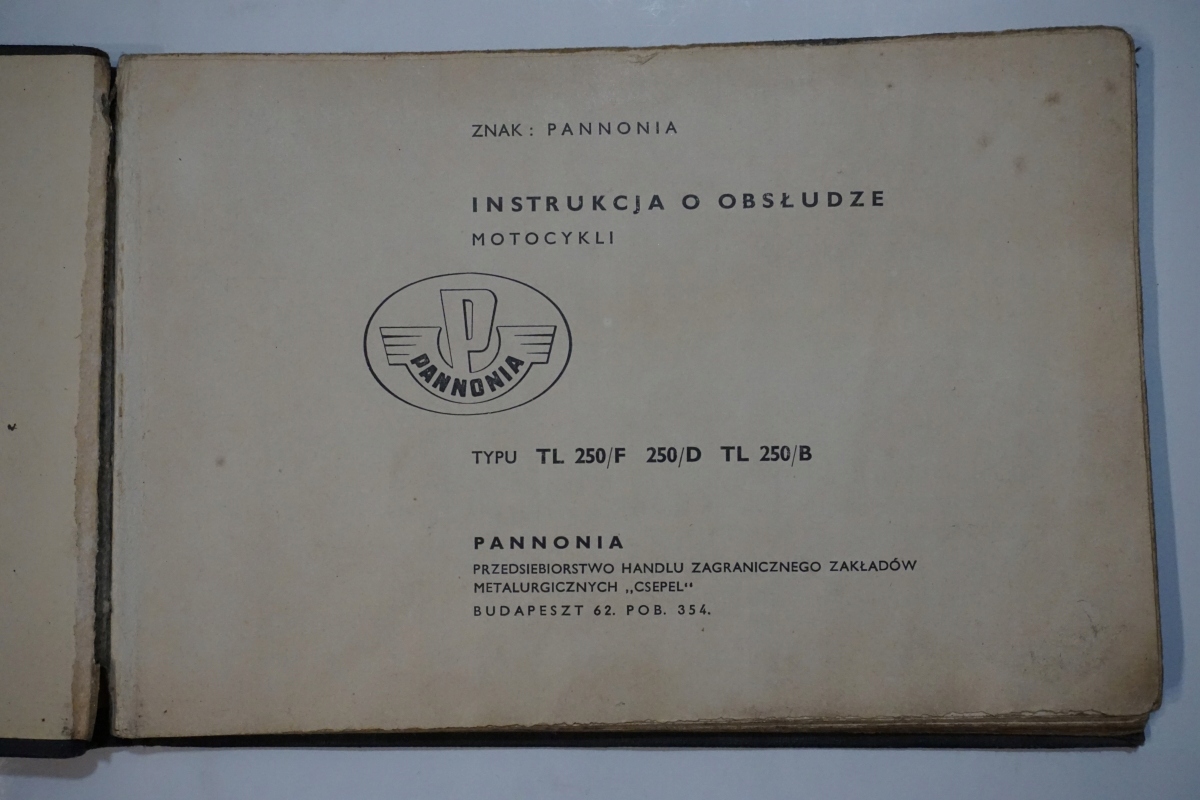 ZNAK: PANNONIA
INSTRUKCJA O OBSŁUDZE
MOTOCYKLI
P
PANNONIA
TYPU TL 250/F 250/D TL 250/B
PANNONIA
PRZEDSIEBIORSTWO HANDLU ZAGRANICZNEGO ZAKŁADÓW
METALURGICZNYCH „CSEPEL“
BUDAPESZT 62. POB. 354.